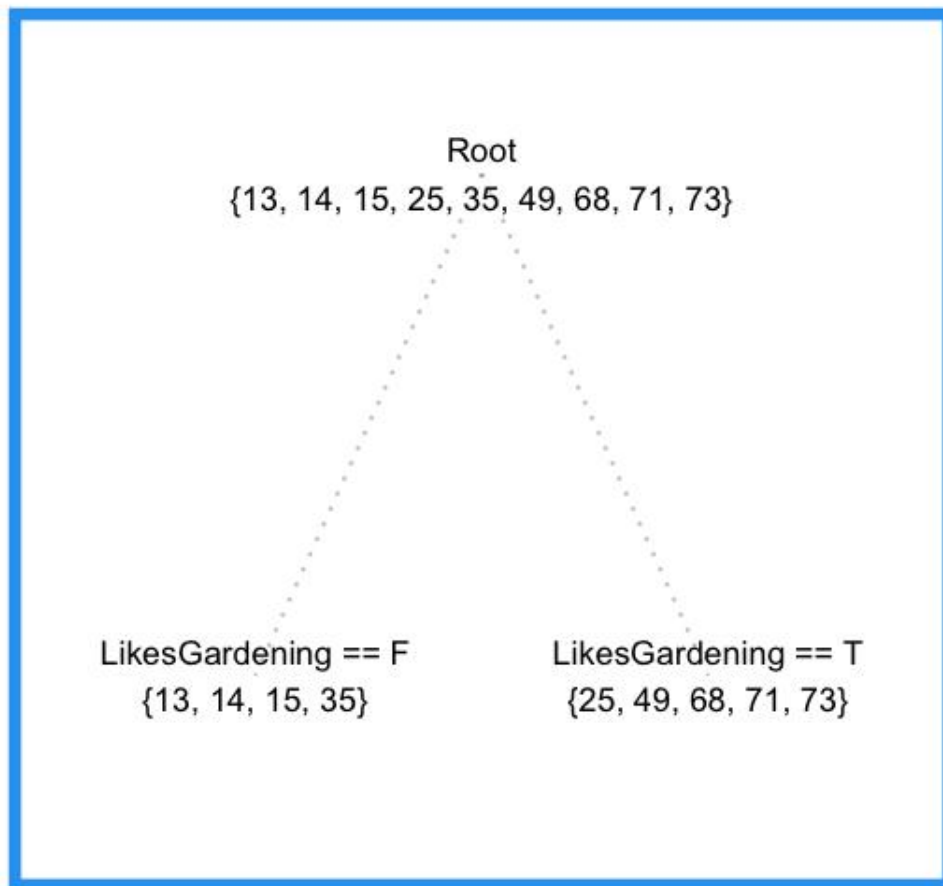 Root
{13, 14, 15, 25, 35, 49, 68, 71, 73}
LikesGardening == F
{13, 14, 15, 35}
LikesGardening == T
{25, 49, 68, 71, 73}